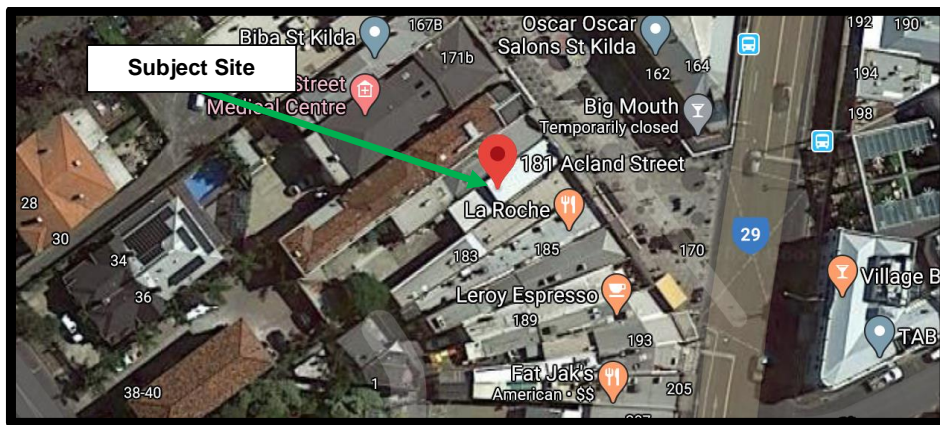 167B
Biba St Kilda
171b
Oscar Oscar
Salons St Kilda
162
164
192
190
194
198
Subject Site
Street
Medical Centre
Big Mouth
Temporarily closed
181 Acland Street
La Roche
28
30
34
36
183
185
170
29
Village B
Leroy Espresso
189
193
TAB
38-40
1
Fat Jak's
American • $$
205